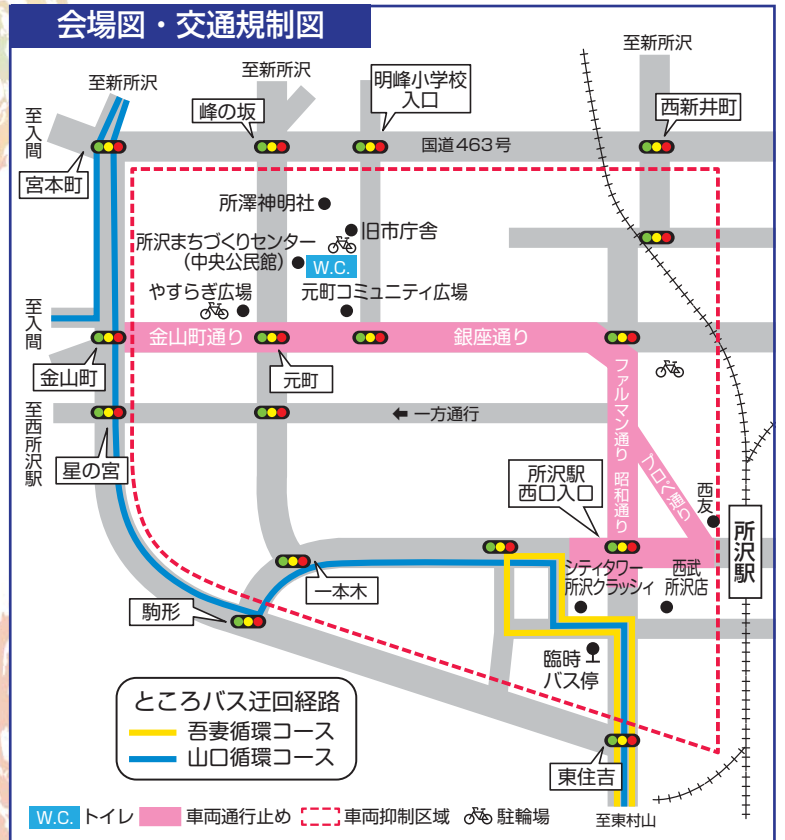 会場図・交通規制図
至新所沢
至新所沢
至新所沢
明峰小学校
入口
峰の坂
西新井町
至入間
国道463号
宮本町
所澤神明社
旧市庁舎
所沢まちづくりセンター
(中央公民館)
W.C.
やすらぎ広場
元町コミュニティ広場
至入間
金山町通り
銀座通り
金山町
元町
ファルマン通り
昭和通り
至西所沢駅
一方通行
星の宮
所沢駅
西口入口
プロペ通り
西友
所沢駅
シティタワー
所沢クラッシィ
西武
所沢店
一本木
駒形
臨時
バス停
ところバス迂回経路
吾妻循環コース
山口循環コース
東住吉
至東村山
W.C. トイレ 車両通行止め 車両抑制区域 駐輪場